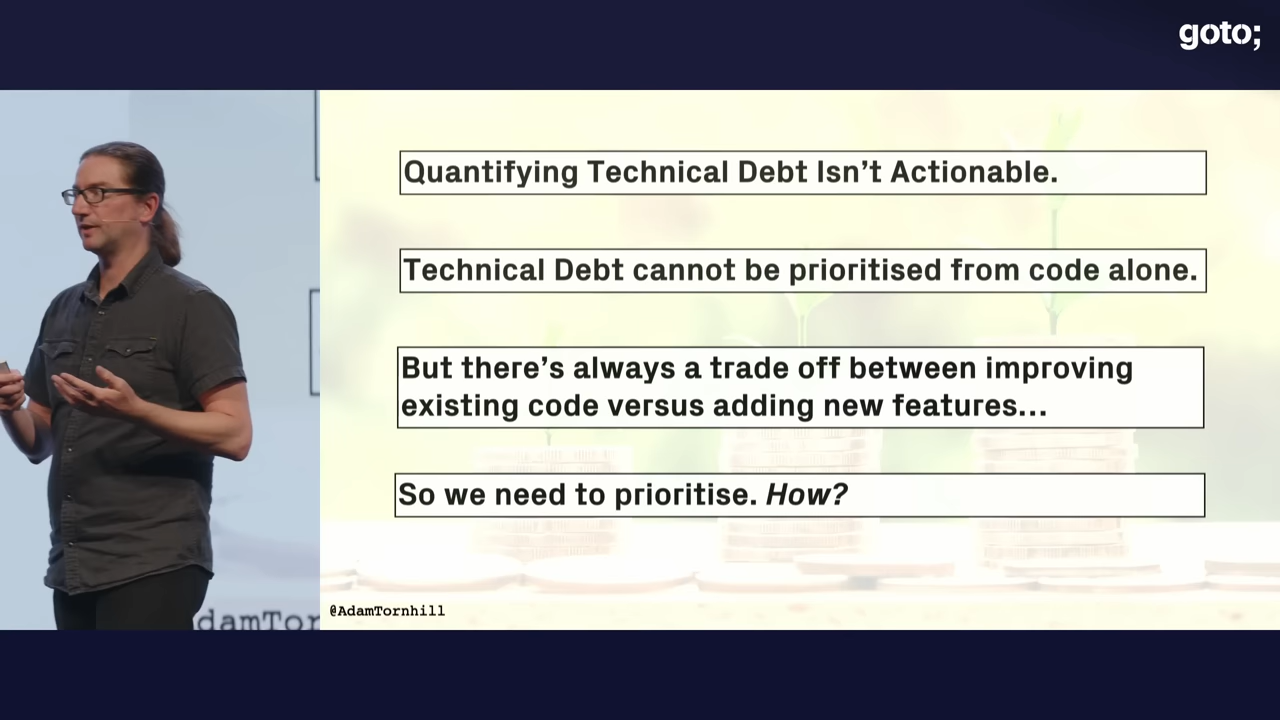 goto;
Quantifying Technical Debt Isn't Actionable.
Technical Debt cannot be prioritised from code alone.
But there's always a trade off between improving
existing code versus adding new features...
So we need to prioritise. How?
@AdamTornhill
damTor